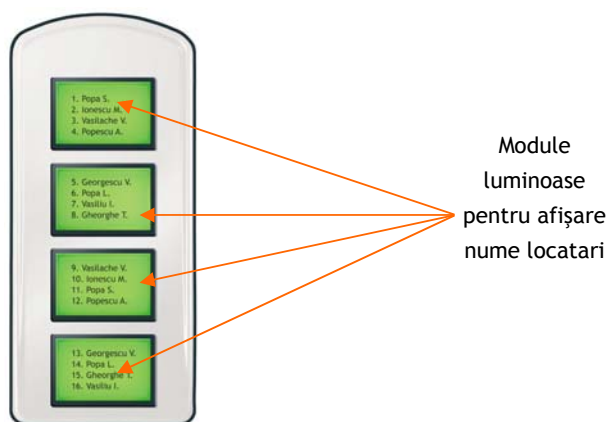 1. Popa S.
2. Ionescu M.
3. Vasilache V.
4. Popescu A.
5. Georgescu V.
6. Popa L.
7. Vasiliu I.
8. Gheorghe T.
9. Vasilache V.
10. Ionescu M.
11. Popa S.
12. Popescu A.
13. Georgescu V.
14. Popa L.
15. Gheorghe T.
16. Vasiliu I.
Module
luminoase
pentru afişare
nume locatari